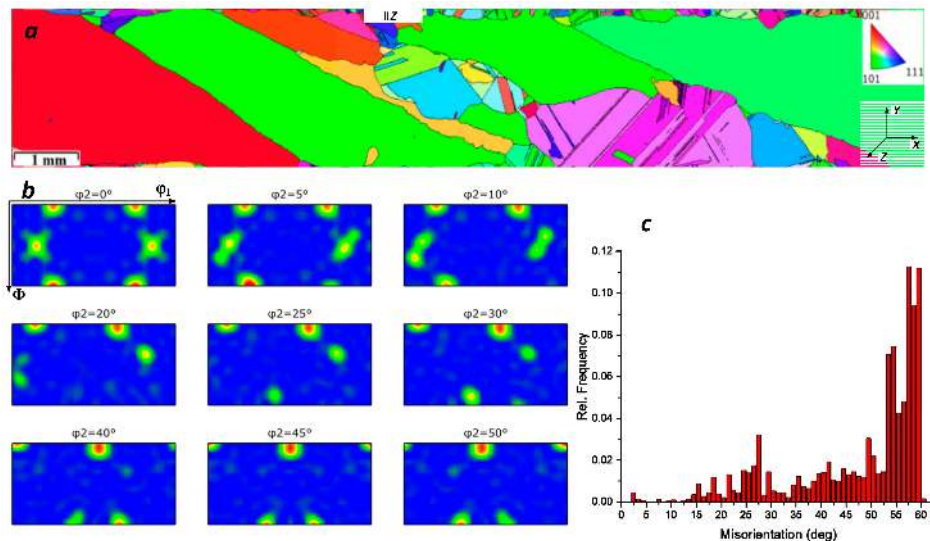 a
||Z
001
101
111
1 mm
Y
X
Z
b
φ1
Φ
φ2=0°
φ2=5°
φ2=10°
φ2=20°
φ2=25°
φ2=30°
φ2=40°
φ2=45°
φ2=50°
c
Rel. Frequency
0.12
0.10
0.08
0.06
0.04
0.02
0.00
0 5 10 15 20 25 30 35 40 45 50 55 60
Misorientation (deg)